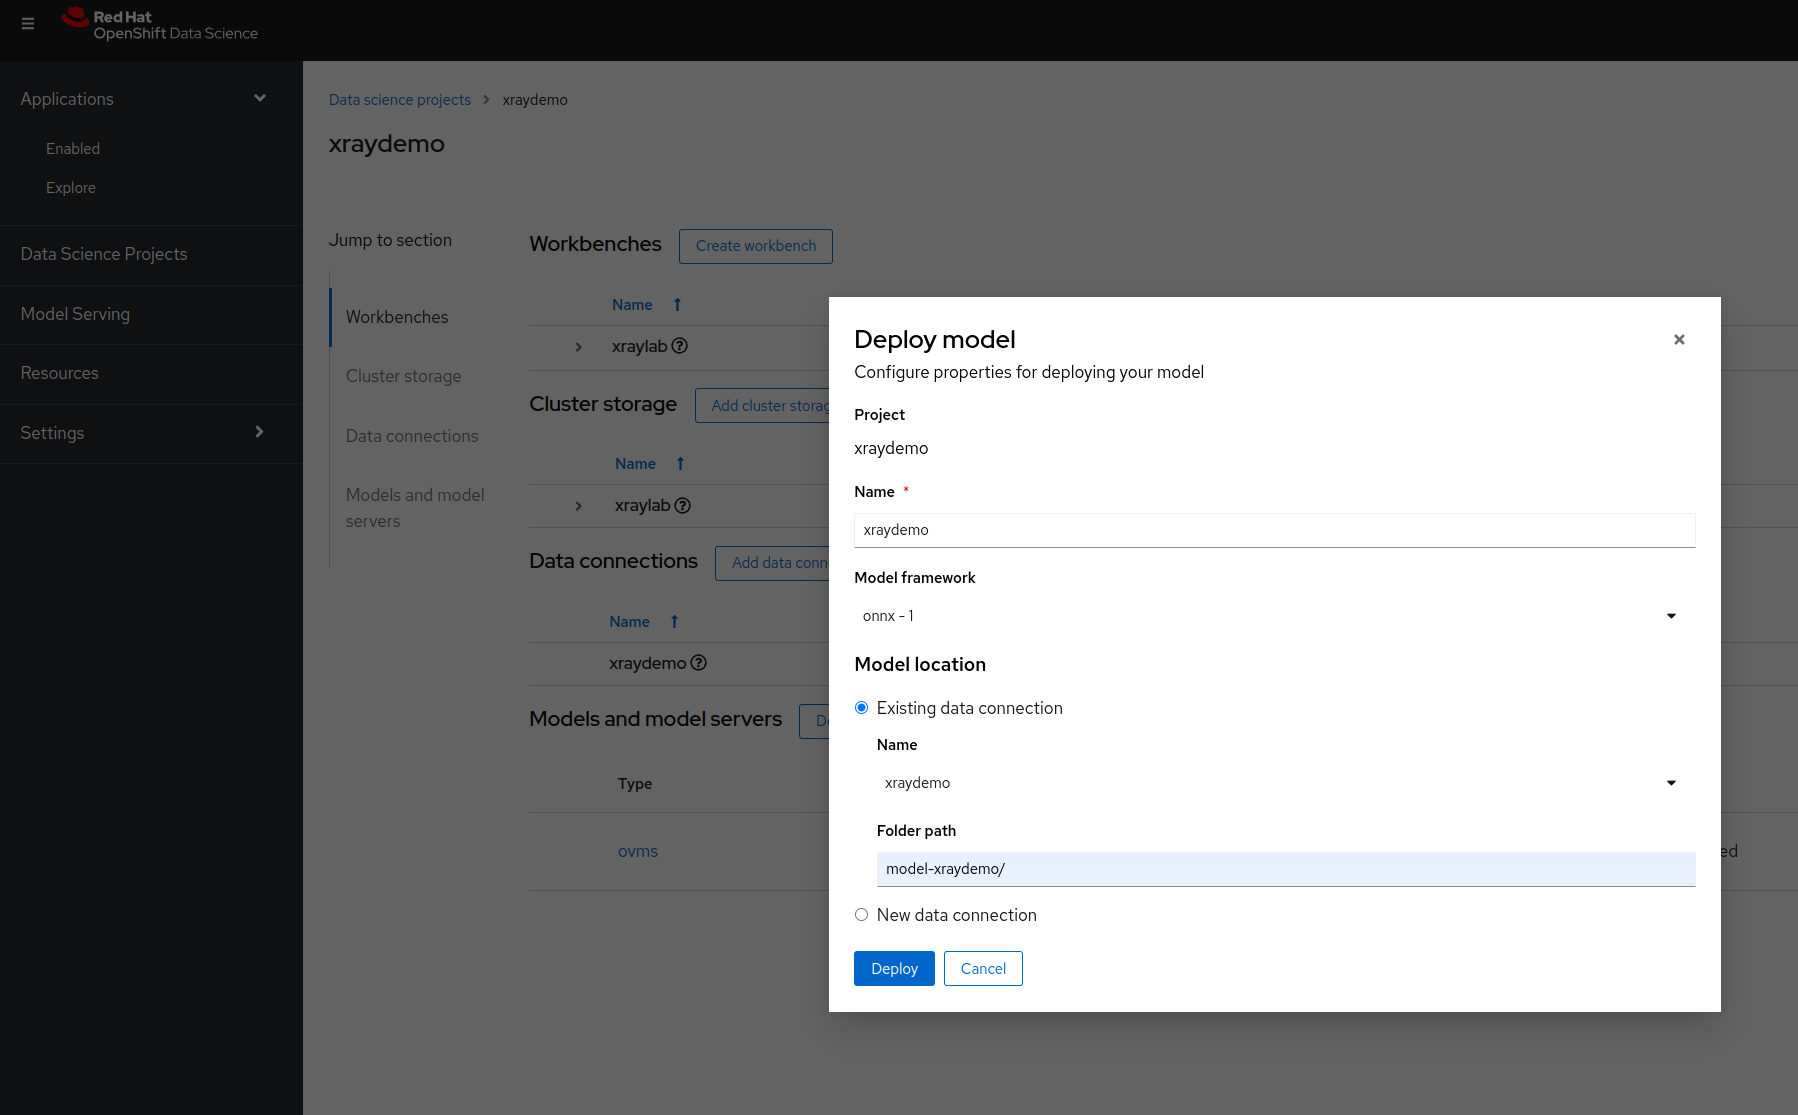 Red Hat
OpenShift Data Science
Applications
Enabled
Explore
Data Science Projects
Model Serving
Resources
Settings
Data science projects > xraydemo
xraydemo
Jump to section
Workbenches
Cluster storage
Data connections
Models and model
servers
Workbenches
Create workbench
Name
xraylab
Cluster storage
Add cluster storag
Name
xraylab
Data connections
Add data conn
Name
xraydemo
Models and model servers
De
Type
ovms
ed
Deploy model
Configure properties for deploying your model
Project
xraydemo
Name *
xraydemo
Model framework
onnx - 1
Model location
Existing data connection
Name
xraydemo
Folder path
model-xraydemo/
New data connection
Deploy
Cancel